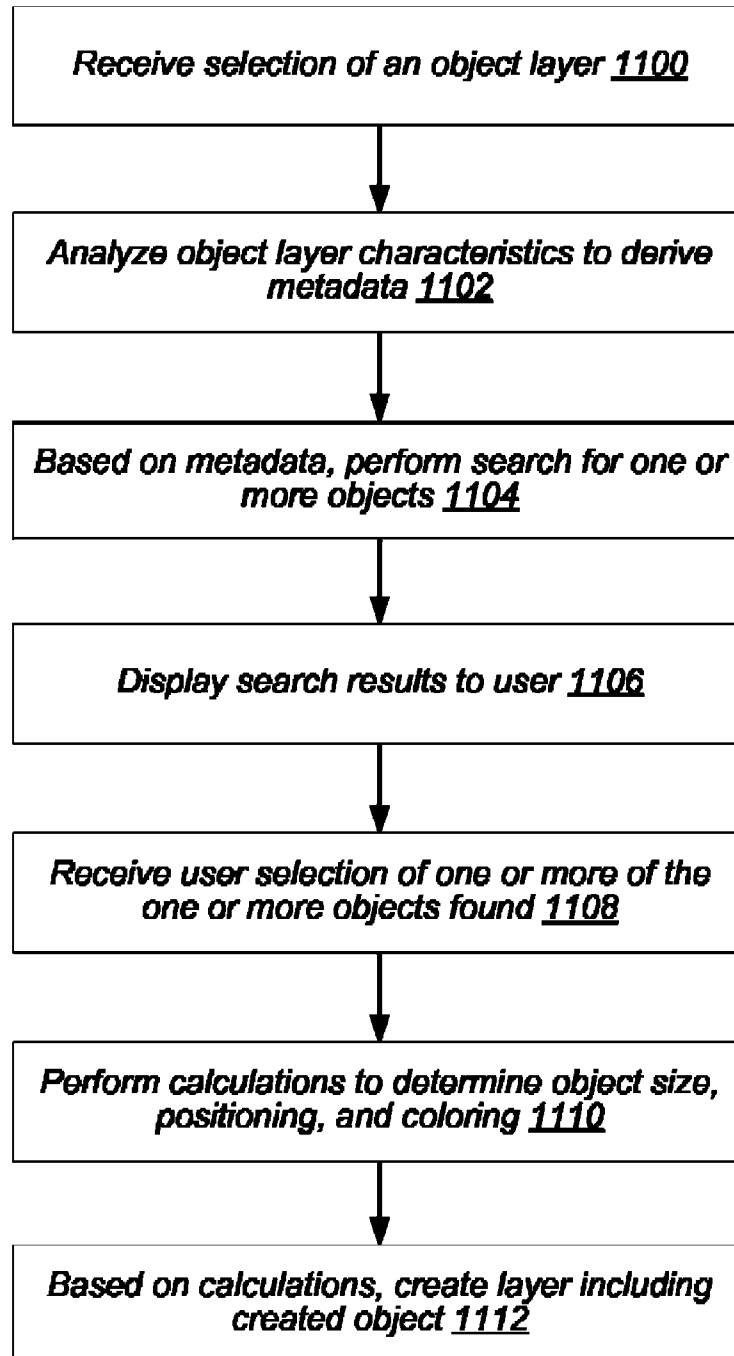 Receive selection of an object layer 1100
Analyze object layer characteristics to derive
metadata 1102
Based on metadata, perform search for one or
more objects 1104
Display search results to user 1106
Receive user selection of one or more of the
one or more objects found 1108
Perform calculations to determine object size,
positioning, and coloring 1110
Based on calculations, create layer including
created object 1112